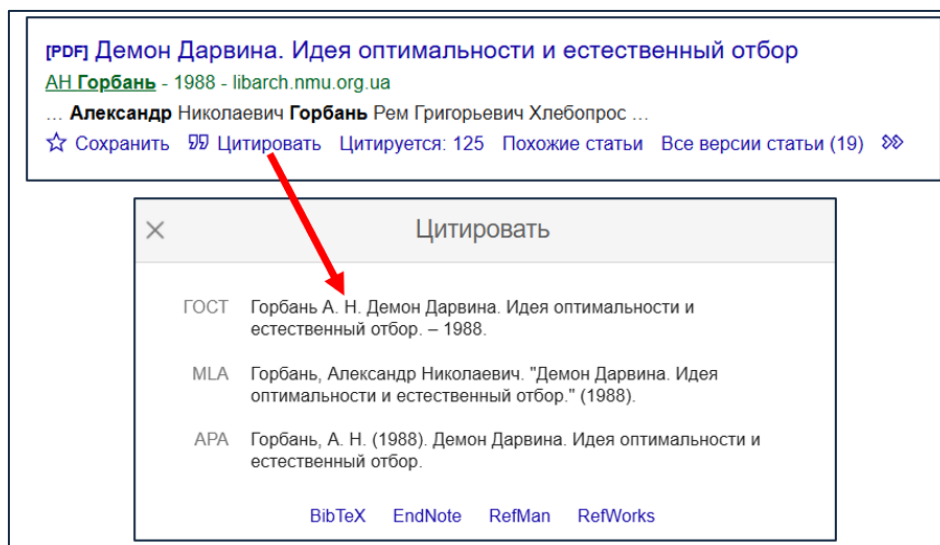 [PDF] Демон Дарвина. Идея оптимальности и естественный отбор
АН Горбань - 1988 - libarch.nmu.org.ua
… Александр Николаевич Горбань Рем Григорьевич Хлебопрос …
Сохранить Цитировать Цитируется: 125 Похожие статьи Все версии статьи (19)
Цитировать
ГОСТ Горбань А. Н. Демон Дарвина. Идея оптимальности и
естественный отбор. – 1988.
MLA Горбань, Александр Николаевич. "Демон Дарвина. Идея
оптимальности и естественный отбор." (1988).
APA Горбань, А. Н. (1988). Демон Дарвина. Идея оптимальности и
естественный отбор.
BibTeX EndNote RefMan RefWorks